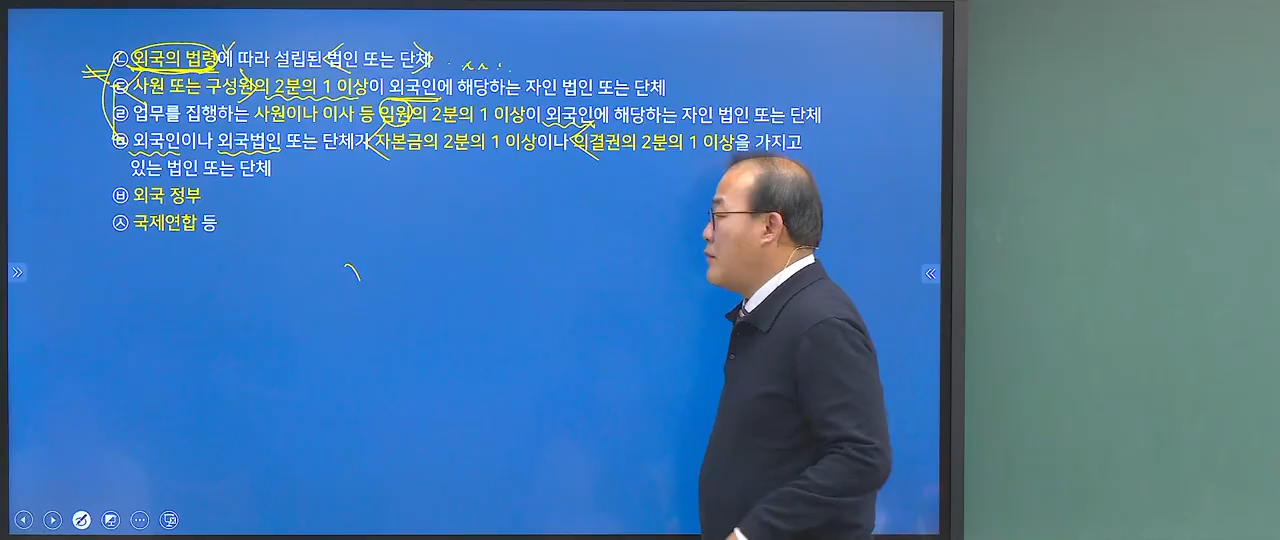 ㉡ 외국의 법령에 따라 설립된 법인 또는 단체
㉢ 사원 또는 구성원의 2분의 1 이상이 외국인에 해당하는 자인 법인 또는 단체
㉣ 업무를 집행하는 사원이나 이사 등 임원의 2분의 1 이상이 외국인에 해당하는 자인 법인 또는 단체
㉤ 외국인이나 외국법인 또는 단체가 자본금의 2분의 1 이상이나 의결권의 2분의 1 이상을 가지고
있는 법인 또는 단체
㉥ 외국 정부
㉦ 국제연합 등